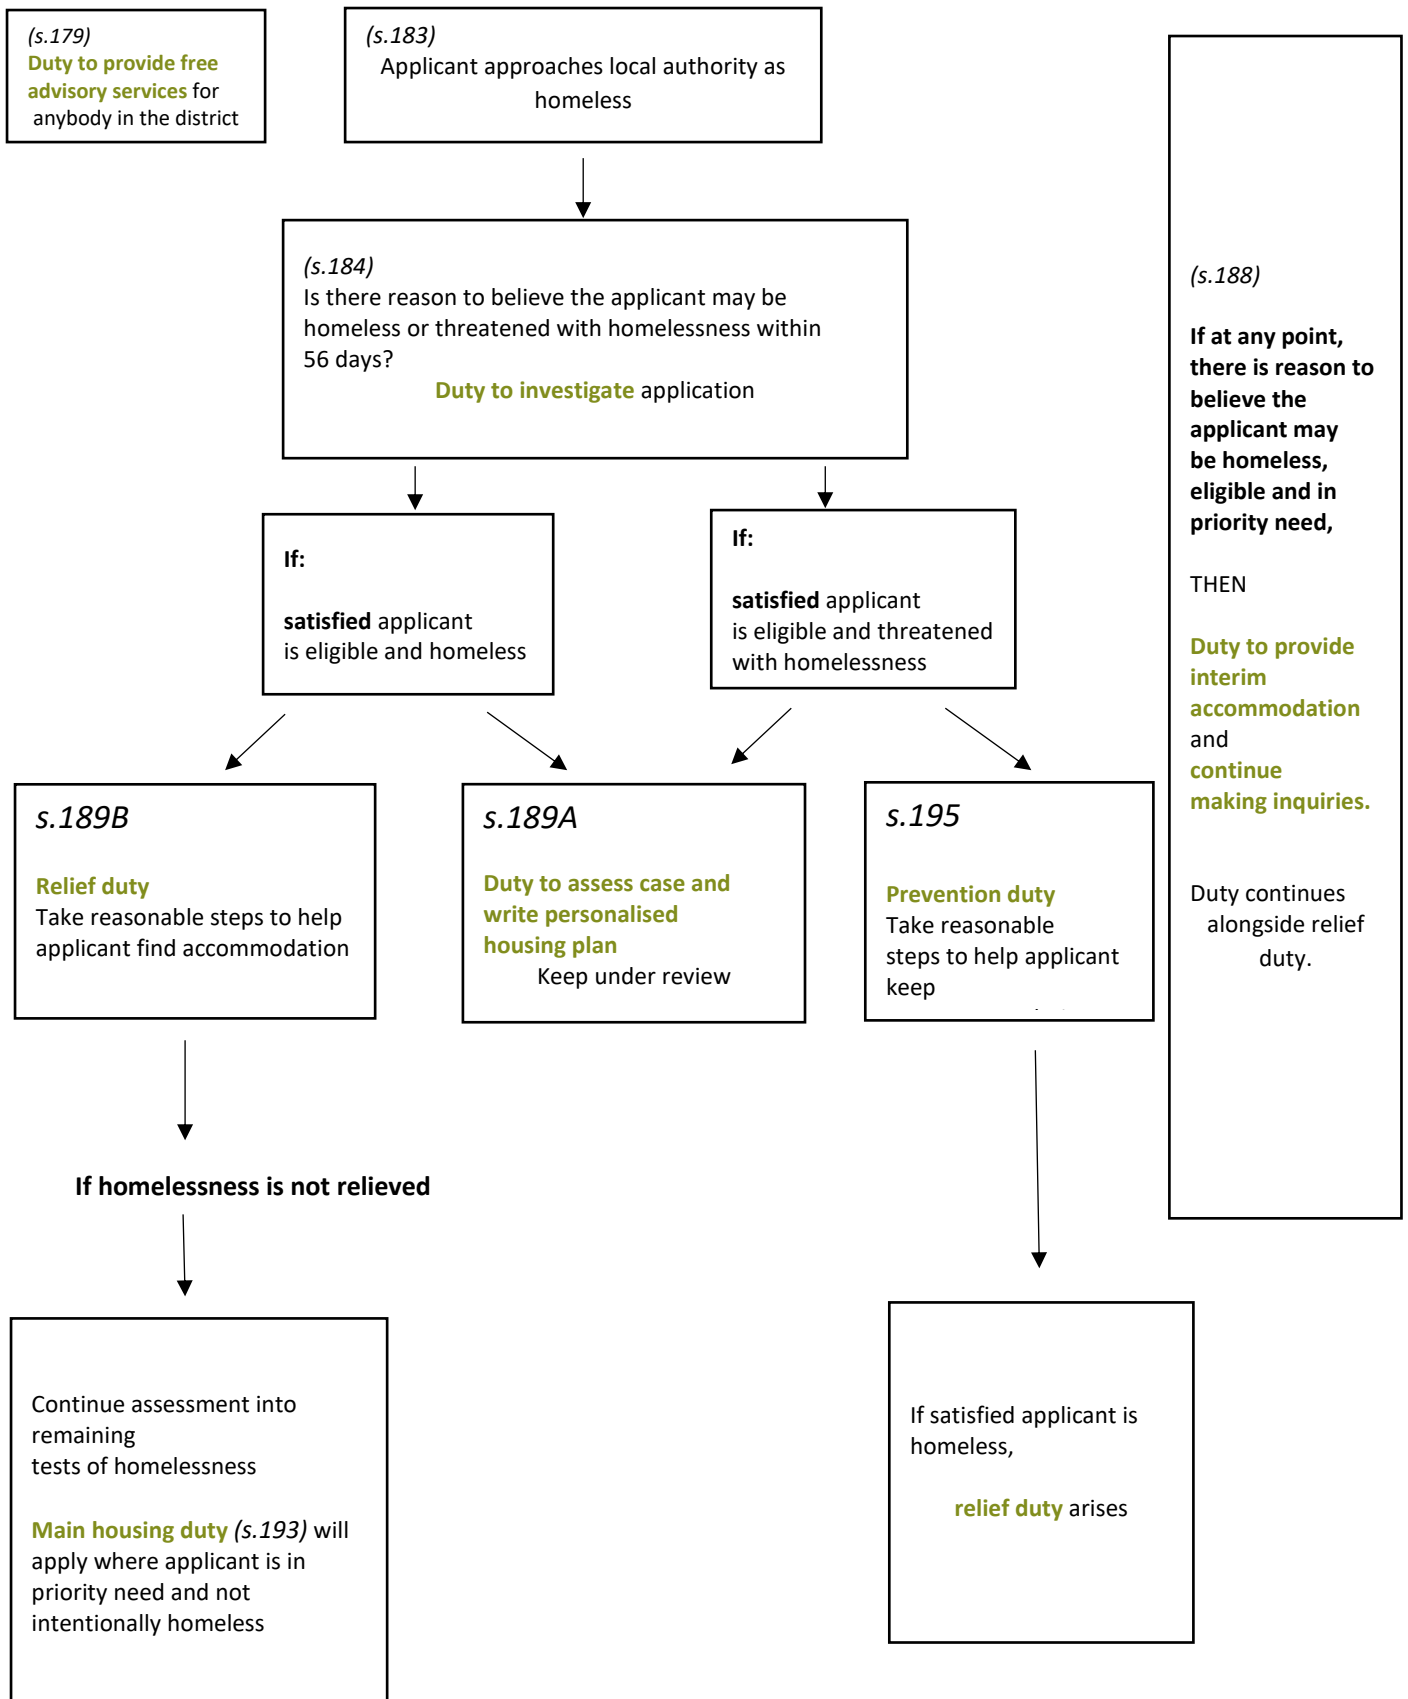 (s.179)
Duty to provide free
advisory services for
anybody in the district
(s.183)
Applicant approaches local authority as
homeless
(s.184)
Is there reason to believe the applicant may be
homeless or threatened with homelessness within
56 days?
Duty to investigate application
If:
satisfied applicant
is eligible and homeless
If:
satisfied applicant
is eligible and threatened
with homelessness
s.189B
Relief duty
Take reasonable steps to help
applicant find accommodation
s.189A
Duty to assess case and
write personalised
housing plan
Keep under review
s.195
Prevention duty
Take reasonable
steps to help applicant
keep
If homelessness is not relieved
Continue assessment into
remaining
tests of homelessness
Main housing duty (s.193) will
apply where applicant is in
priority need and not
intentionally homeless
If satisfied applicant is
homeless,
relief duty arises
(s.188)
If at any point,
there is reason to
believe the
applicant may
be homeless,
eligible and in
priority need,
THEN
Duty to provide
interim
accommodation
and
continue
making inquiries.
Duty continues
alongside relief
duty.